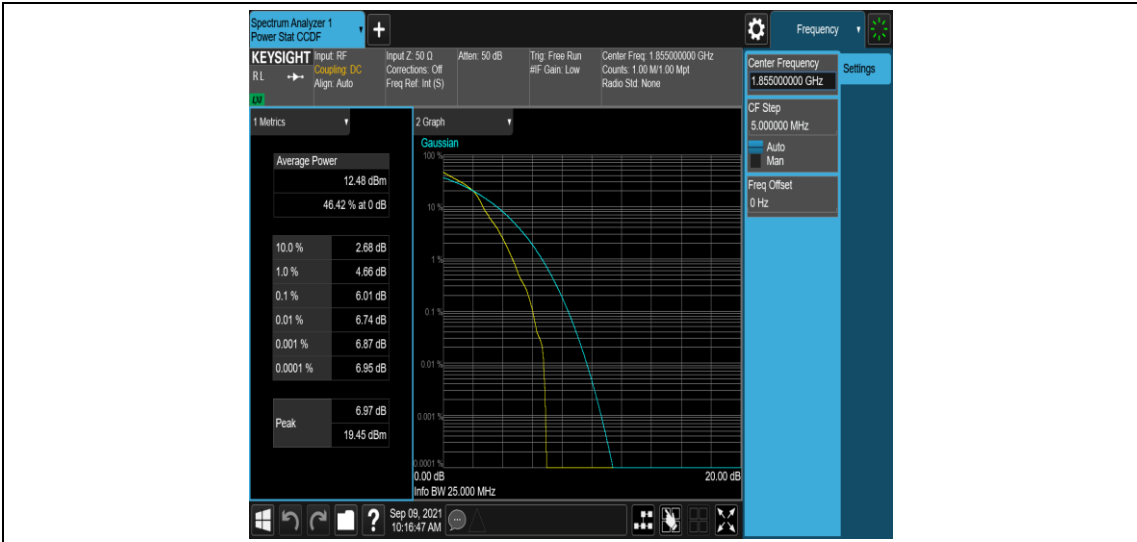 Spectrum Analyzer 1
Power Stat CCDF
+
Frequency
KEYSIGHT
RL
LXI
Input: RF
Coupling: DC
Align: Auto
Input Z: 50 Ω
Corrections: Off
Freq Ref: Int (S)
Atten: 50 dB
Trig: Free Run
#IF Gain: Low
Center Freq: 1.855000000 GHz
Counts: 1.00 M/1.00 Mpt
Radio Std: None
Center Frequency
1.855000000 GHz
Settings
CF Step
5.000000 MHz
Auto
Man
Freq Offset
0 Hz
1 Metrics
Average Power
12.48 dBm
46.42 % at 0 dB
10.0 % 2.68 dB
1.0 % 4.66 dB
0.1 % 6.01 dB
0.01 % 6.74 dB
0.001 % 6.87 dB
0.0001 % 6.95 dB
Peak
6.97 dB
19.45 dBm
2 Graph
Gaussian
100 %
10 %
1 %
0.1 %
0.01 %
0.001 %
0.0001 %
0.00 dB 20.00 dB
Info BW 25.000 MHz
?
Sep 09, 2021
10:16:47 AM